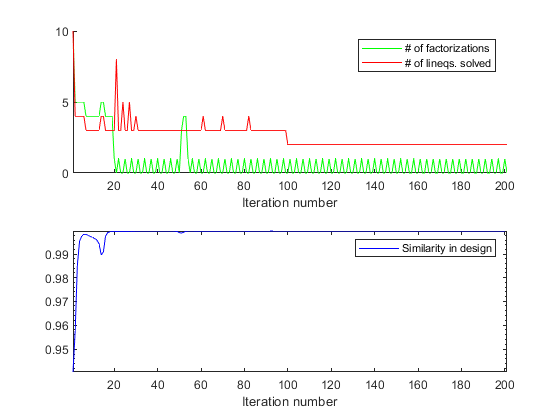 10
5
0
# of factorizations
# of lineqs. solved
20 40 60 80 100 120 140 160 180 200
Iteration number
0.99
0.98
0.97
0.96
0.95
Similarity in design
20 40 60 80 100 120 140 160 180 200
Iteration number